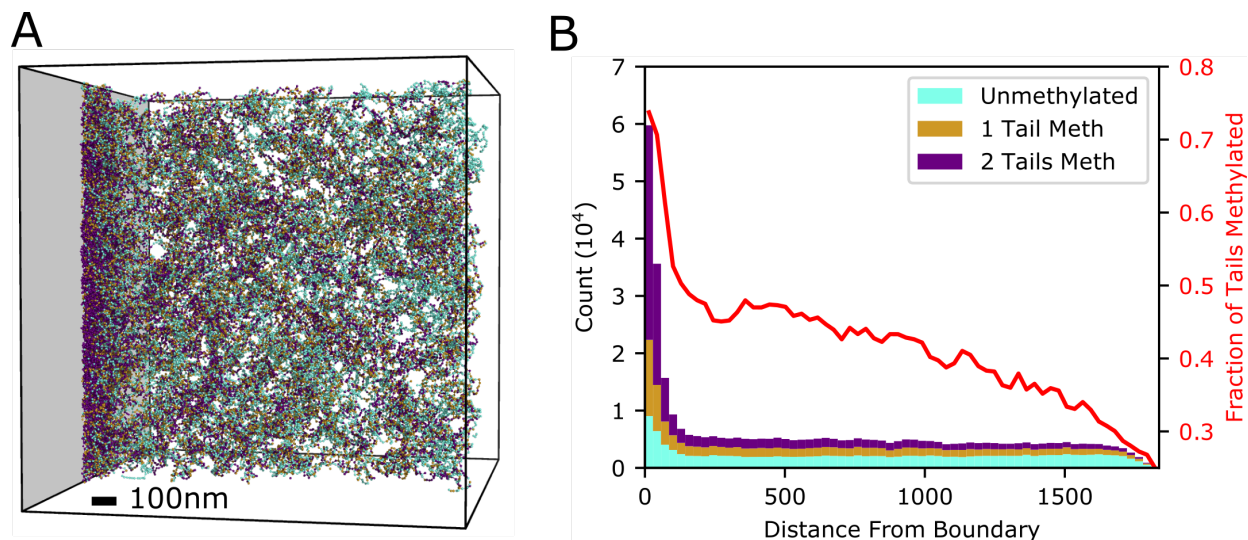 A
100nm
B
7
6
5
4
3
2
1
0
Count (10⁴)
Unmethylated
1 Tail Meth
2 Tails Meth
0.8
0.7
0.6
0.5
0.4
0.3
Fraction of Tails Methylated
0
500
1000
1500
Distance From Boundary